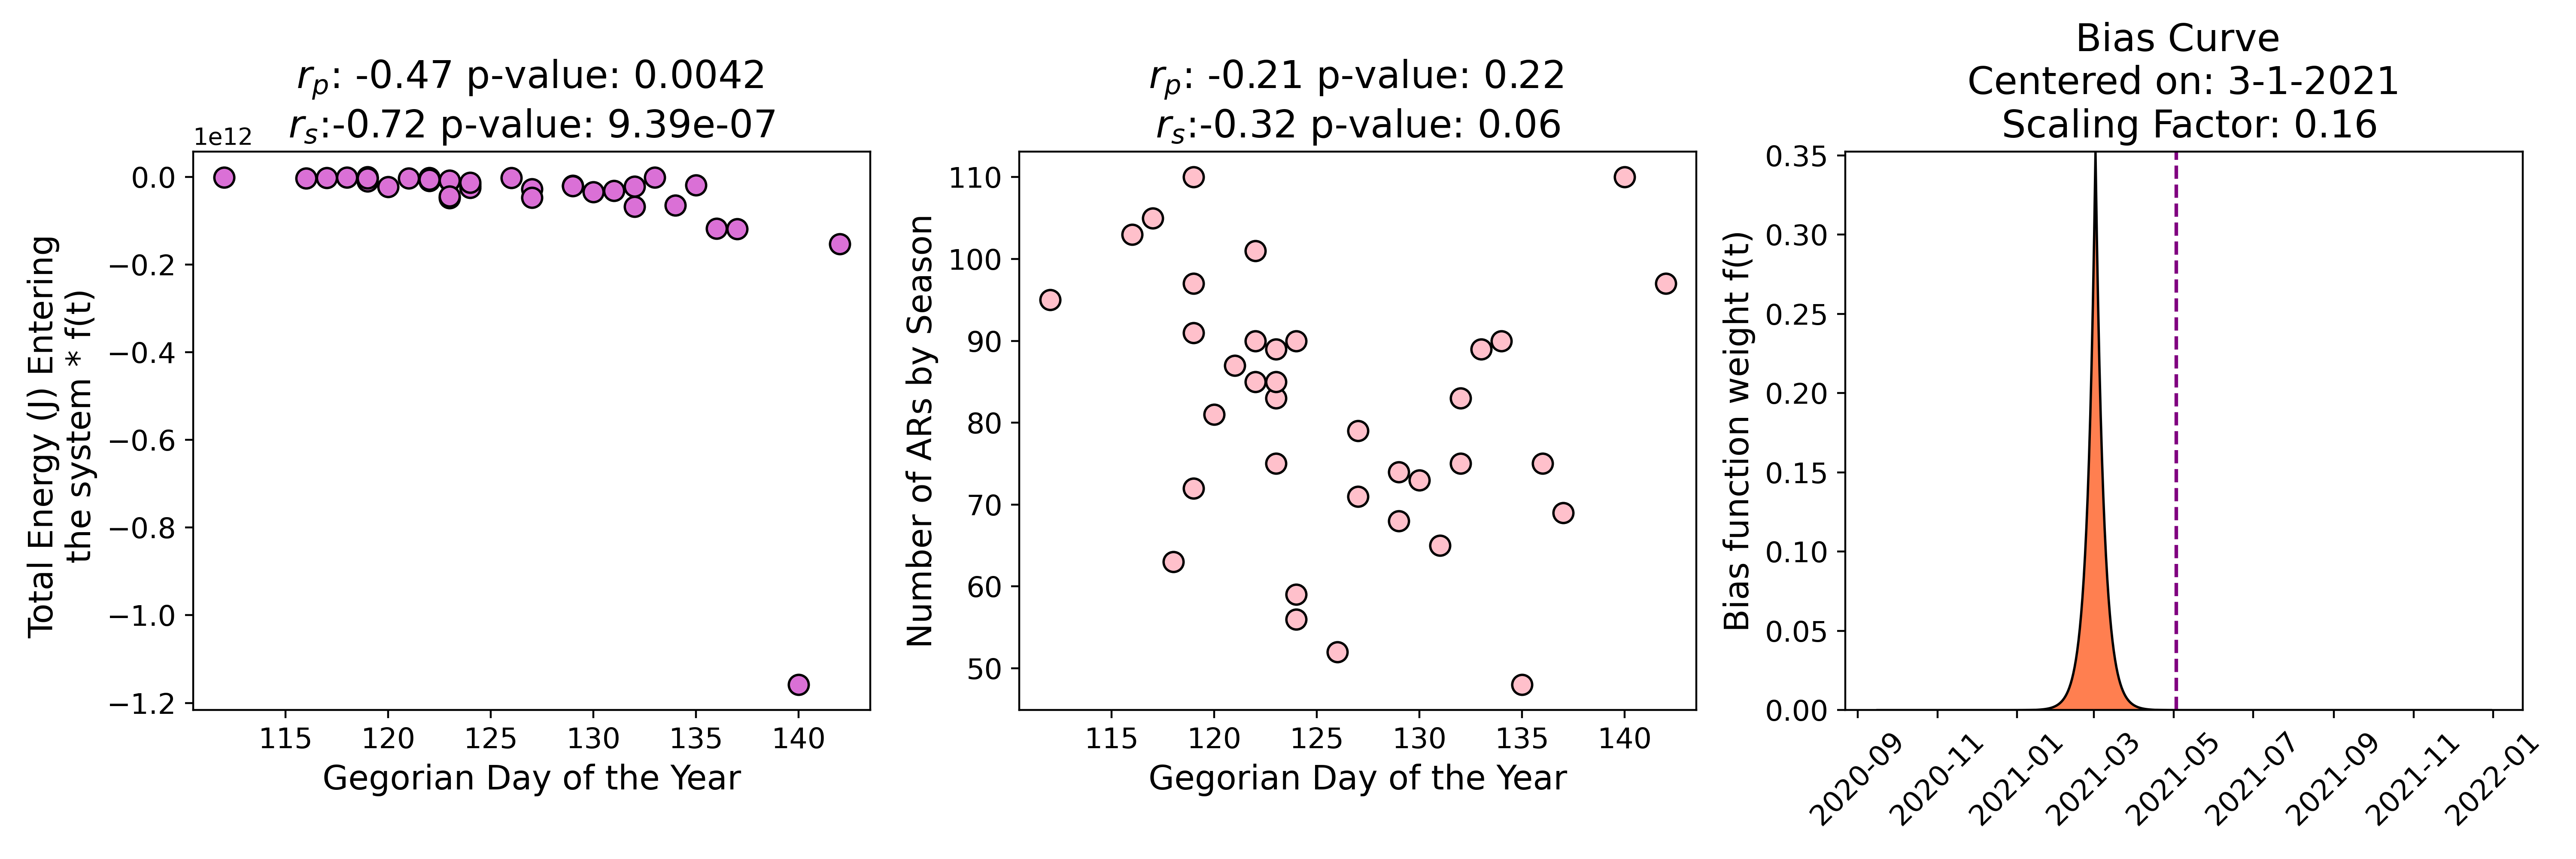 r_p: -0.47 p-value: 0.0042
r_s:-0.72 p-value: 9.39e-07
1e12
0.0
−0.2
−0.4
−0.6
−0.8
−1.0
−1.2
Total Energy (J) Entering
the system * f(t)
115 120 125 130 135 140
Gegorian Day of the Year
r_p: -0.21 p-value: 0.22
r_s:-0.32 p-value: 0.06
110
100
90
80
70
60
50
Number of ARs by Season
115 120 125 130 135 140
Gegorian Day of the Year
Bias Curve
Centered on: 3-1-2021
Scaling Factor: 0.16
0.35
0.30
0.25
0.20
0.15
0.10
0.05
0.00
Bias function weight f(t)
2020-09 2020-11 2021-01 2021-03 2021-05 2021-07 2021-09 2021-11 2022-01